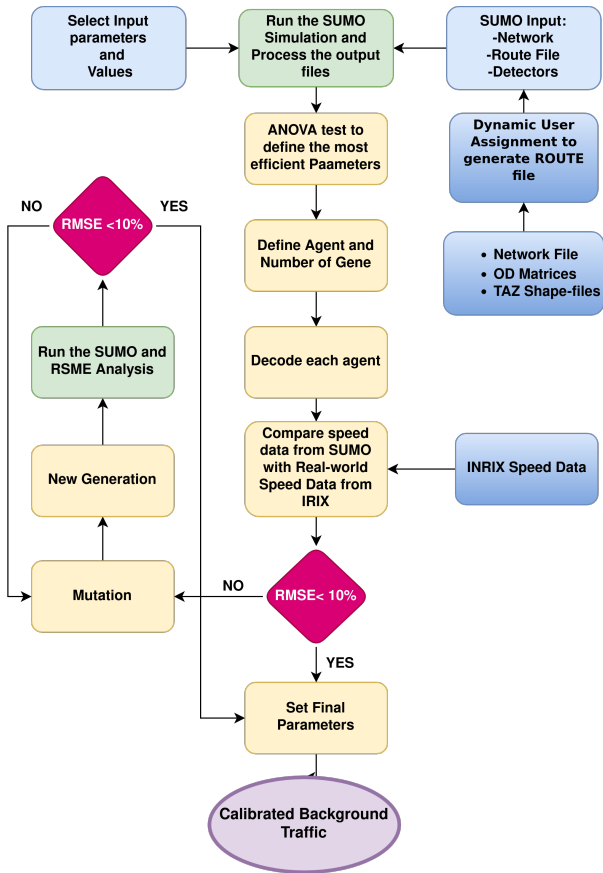 Select Input
parameters
and
Values
Run the SUMO
Simulation and
Process the output
files
SUMO Input:
-Network
-Route File
-Detectors
ANOVA test to
define the most
efficient Paameters
Dynamic User
Assignment to
generate ROUTE
file
NO
RMSE <10%
YES
Define Agent and
Number of Gene
• Network File
• OD Matrices
• TAZ Shape-files
Run the SUMO and
RSME Analysis
Decode each agent
Compare speed
data from SUMO
with Real-world
Speed Data from
IRIX
INRIX Speed Data
New Generation
Mutation
NO
RMSE< 10%
YES
Set Final
Parameters
Calibrated Background
Traffic